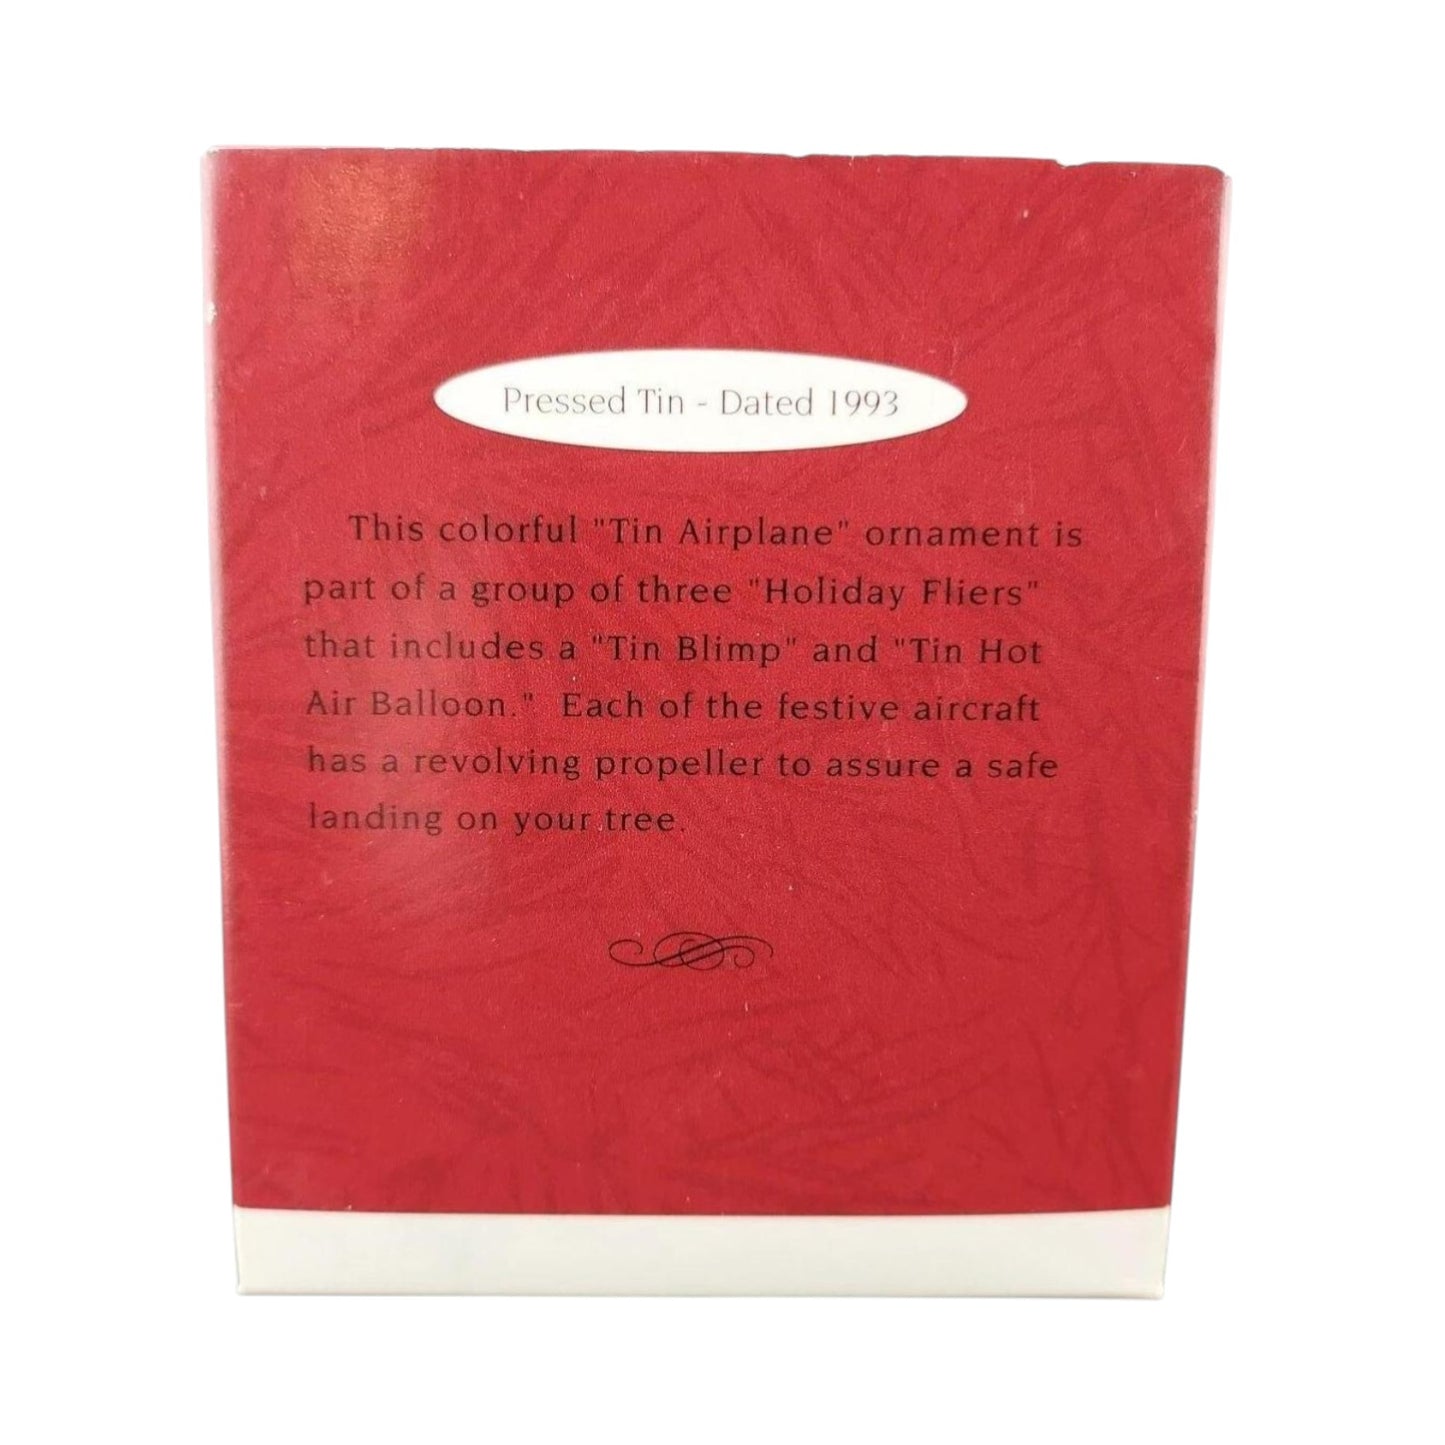 Pressed Tin - Dated 1993
This colorful "Tin Airplane" ornament is
part of a group of three "Holiday Fliers"
that includes a "Tin Blimp" and "Tin Hot
Air Balloon."  Each of the festive aircraft
has a revolving propeller to assure a safe
landing on your tree.